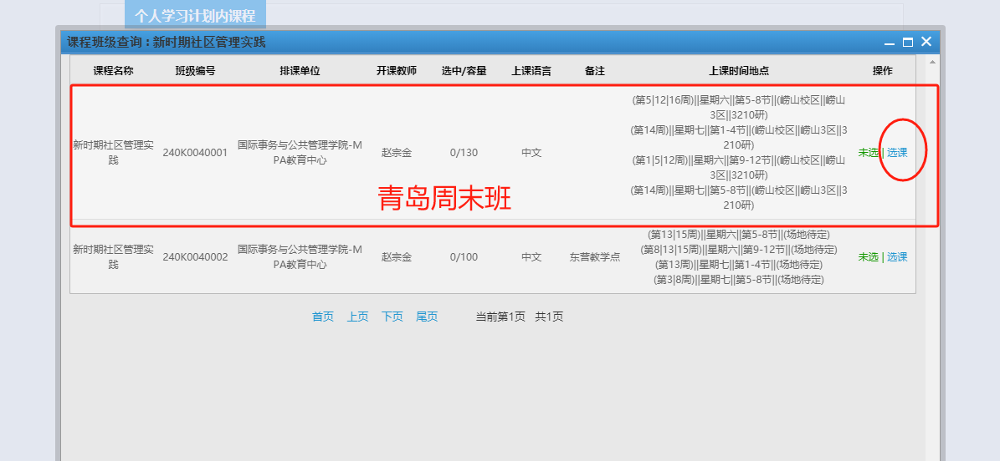 个人学习计划内课程
课程班级查询：新时期社区管理实践
课程名称 班级编号 排课单位 开课教师 选中/容量 上课语言 备注 上课时间地点 操作
新时期社区管理实
践
240K0040001
国际事务与公共管理学院-M
PA教育中心
赵宗金
0/130
中文
(第5|12|16周)||星期六||第5-8节||(崂山校区||崂山
3区||3210研)
(第14周)||星期七||第1-4节||(崂山校区||崂山3区||3
210研)
(第1|5|12周)||星期六||第9-12节||(崂山校区||崂山
3区||3210研)
(第14周)||星期七||第5-8节||(崂山校区||崂山3区||3
210研)
未选 | 选课
青岛周末班
新时期社区管理实
践
240K0040002
国际事务与公共管理学院-M
PA教育中心
赵宗金
0/100
中文
东营教学点
(第13|15周)||星期六||第5-8节||(场地待定)
(第8|13|15周)||星期六||第9-12节||(场地待定)
(第13周)||星期七||第1-4节||(场地待定)
(第3|8周)||星期七||第5-8节||(场地待定)
未选 | 选课
首页 上页 下页 尾页 当前第1页 共1页